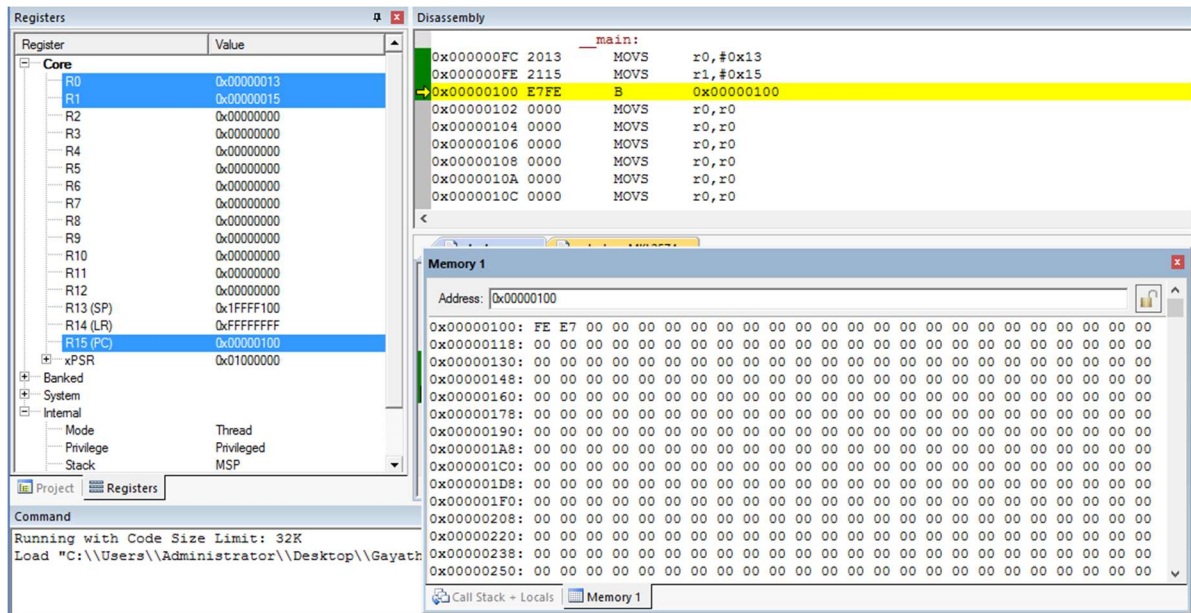 Registers
Register Value
Core
R0 0x00000013
R1 0x00000015
R2 0x00000000
R3 0x00000000
R4 0x00000000
R5 0x00000000
R6 0x00000000
R7 0x00000000
R8 0x00000000
R9 0x00000000
R10 0x00000000
R11 0x00000000
R12 0x00000000
R13 (SP) 0x1FFFF100
R14 (LR) 0xFFFFFFFF
R15 (PC) 0x00000100
xPSR 0x01000000
Banked
System
Internal
Mode Thread
Privilege Privileged
Stack MSP
Project Registers
Disassembly
__main:
0x000000FC 2013 MOVS r0,#0x13
0x000000FE 2115 MOVS r1,#0x15
0x00000100 E7FE B 0x00000100
0x00000102 0000 MOVS r0,r0
0x00000104 0000 MOVS r0,r0
0x00000106 0000 MOVS r0,r0
0x00000108 0000 MOVS r0,r0
0x0000010A 0000 MOVS r0,r0
0x0000010C 0000 MOVS r0,r0
Memory 1
Address: 0x00000100
0x00000100: FE E7 00 00 00 00 00 00 00 00 00 00 00 00 00 00 00 00 00 00 00 00 00 00
0x00000118: 00 00 00 00 00 00 00 00 00 00 00 00 00 00 00 00 00 00 00 00 00 00 00 00
0x00000130: 00 00 00 00 00 00 00 00 00 00 00 00 00 00 00 00 00 00 00 00 00 00 00 00
0x00000148: 00 00 00 00 00 00 00 00 00 00 00 00 00 00 00 00 00 00 00 00 00 00 00 00
0x00000160: 00 00 00 00 00 00 00 00 00 00 00 00 00 00 00 00 00 00 00 00 00 00 00 00
0x00000178: 00 00 00 00 00 00 00 00 00 00 00 00 00 00 00 00 00 00 00 00 00 00 00 00
0x00000190: 00 00 00 00 00 00 00 00 00 00 00 00 00 00 00 00 00 00 00 00 00 00 00 00
0x000001A8: 00 00 00 00 00 00 00 00 00 00 00 00 00 00 00 00 00 00 00 00 00 00 00 00
0x000001C0: 00 00 00 00 00 00 00 00 00 00 00 00 00 00 00 00 00 00 00 00 00 00 00 00
0x000001D8: 00 00 00 00 00 00 00 00 00 00 00 00 00 00 00 00 00 00 00 00 00 00 00 00
0x000001F0: 00 00 00 00 00 00 00 00 00 00 00 00 00 00 00 00 00 00 00 00 00 00 00 00
0x00000208: 00 00 00 00 00 00 00 00 00 00 00 00 00 00 00 00 00 00 00 00 00 00 00 00
0x00000220: 00 00 00 00 00 00 00 00 00 00 00 00 00 00 00 00 00 00 00 00 00 00 00 00
0x00000238: 00 00 00 00 00 00 00 00 00 00 00 00 00 00 00 00 00 00 00 00 00 00 00 00
0x00000250: 00 00 00 00 00 00 00 00 00 00 00 00 00 00 00 00 00 00 00 00 00 00 00 00
Call Stack + Locals Memory 1
Command
Running with Code Size Limit: 32K
Load "C:\\Users\\Administrator\\Desktop\\Gayath